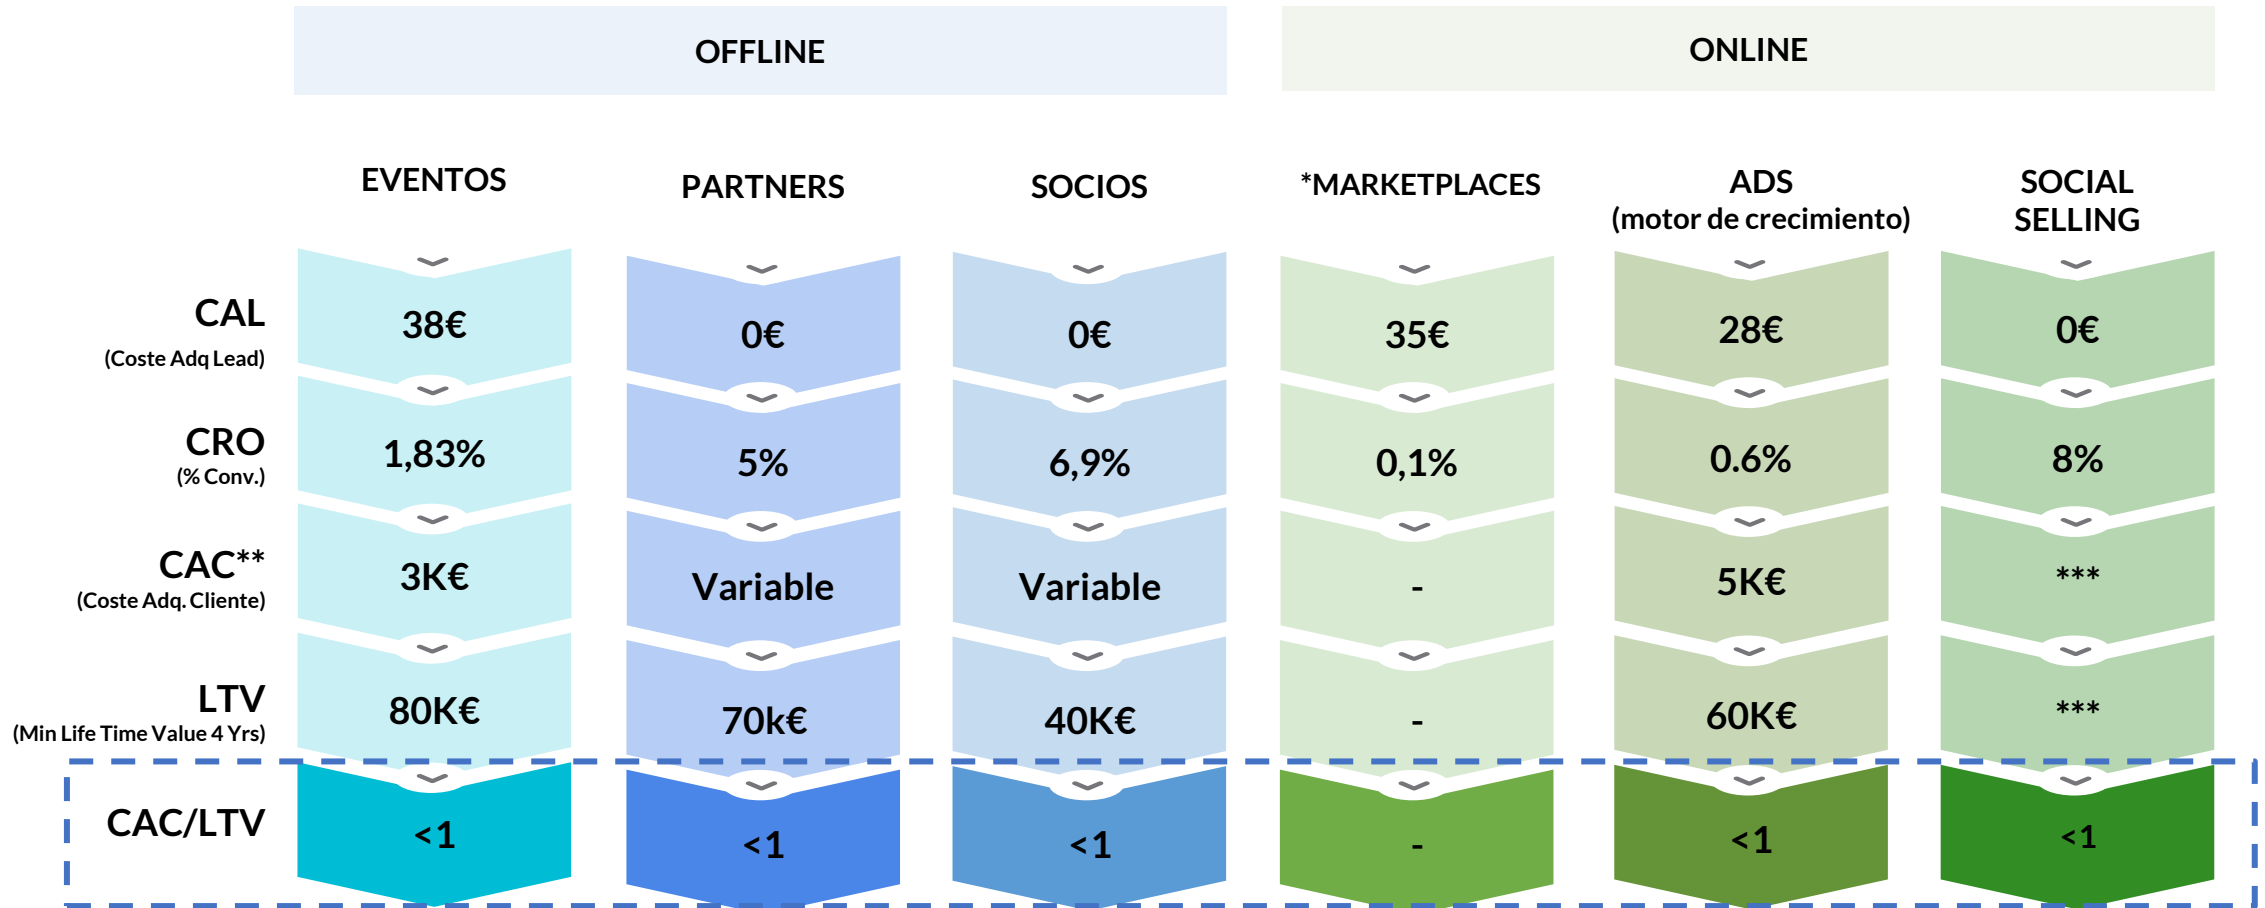 OFFLINE
ONLINE
EVENTOS
PARTNERS
SOCIOS
*MARKETPLACES
ADS
(motor de crecimiento)
SOCIAL
SELLING
CAL
(Coste Adq Lead)
38€
0€
0€
35€
28€
0€
CRO
(% Conv.)
1,83%
5%
6,9%
0,1%
0.6%
8%
CAC**
(Coste Adq. Cliente)
3K€
Variable
Variable
-
5K€
***
LTV
(Min Life Time Value 4 Yrs)
80K€
70k€
40K€
-
60K€
***
CAC/LTV
<1
<1
<1
-
<1
<1